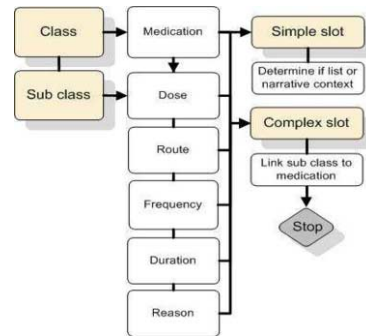 Class
Medication
Simple slot
Determine if list or
narrative context
Sub class
Dose
Complex slot
Route
Link sub class to
medication
Frequency
Stop
Duration
Reason